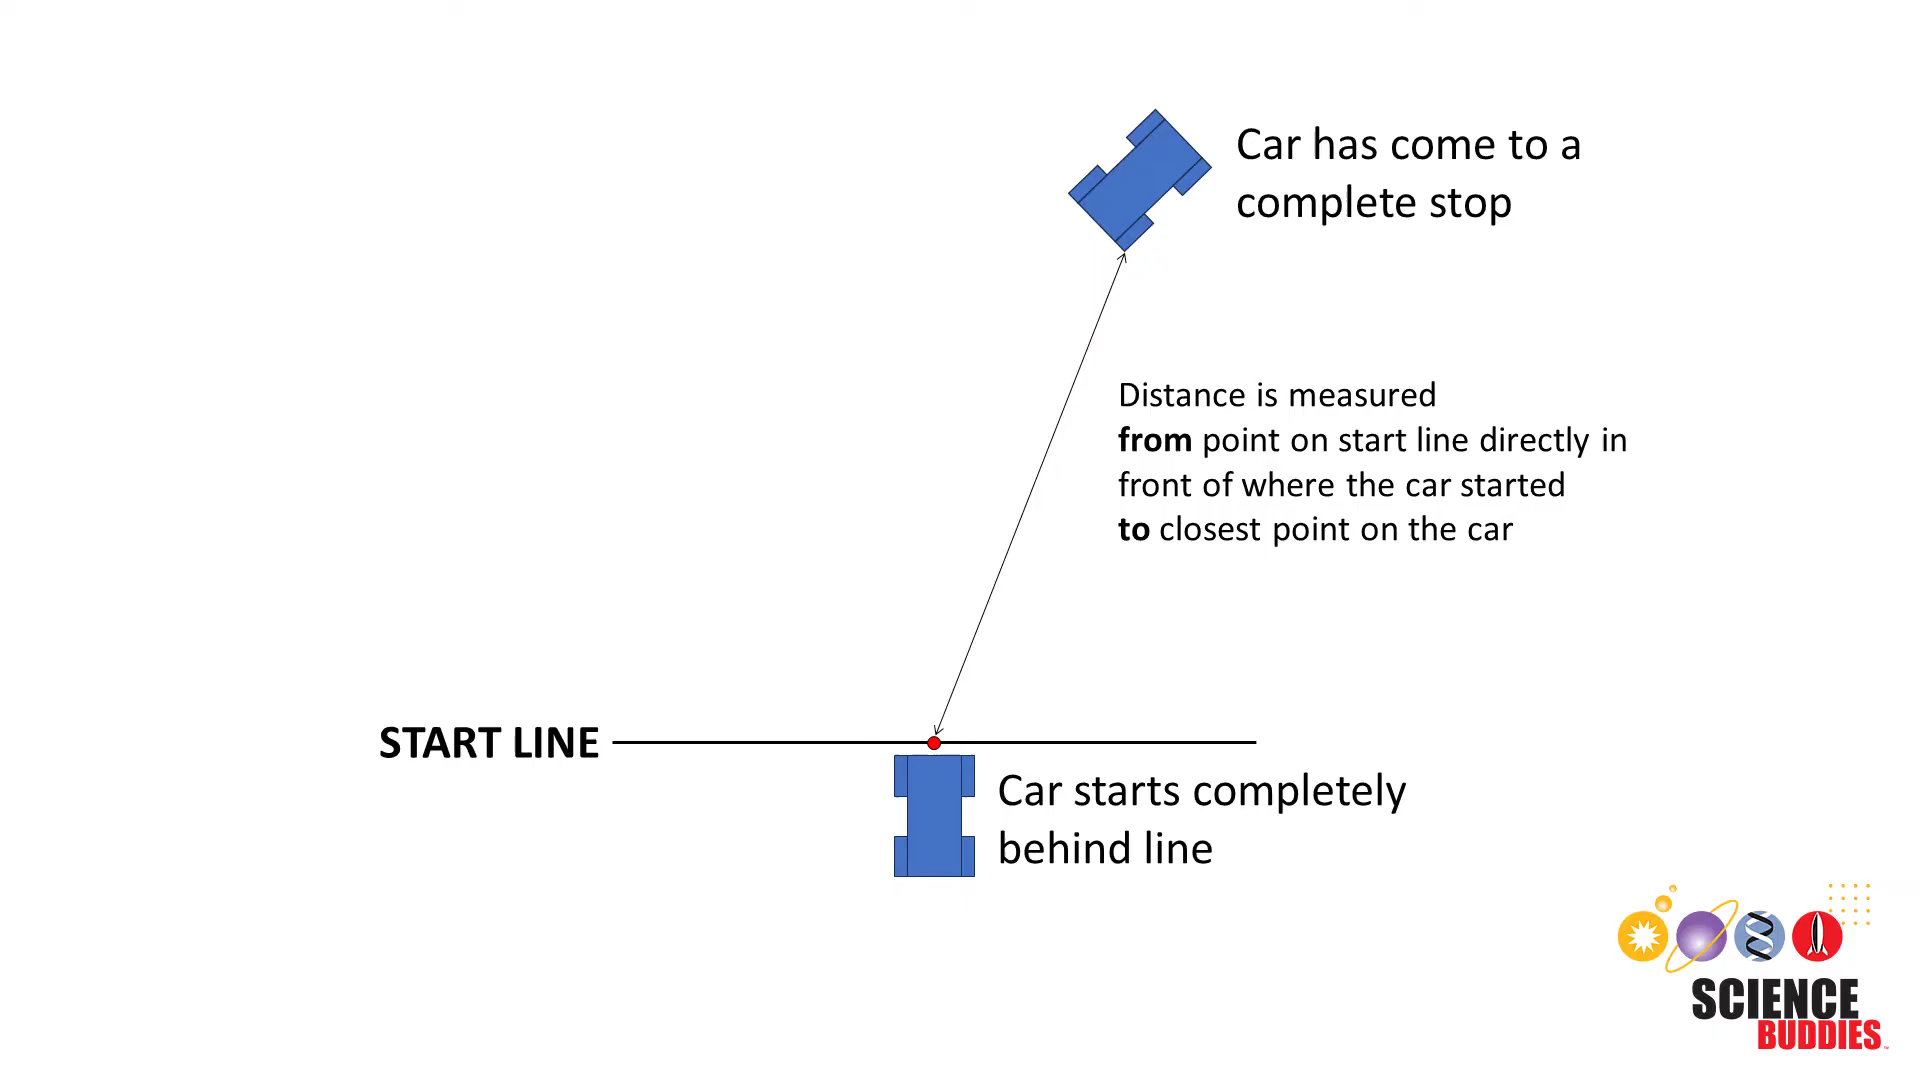 Car has come to a
complete stop
Distance is measured
from point on start line directly in
front of where the car started
to closest point on the car
START LINE
Car starts completely
behind line
SCIENCE
BUDDIES